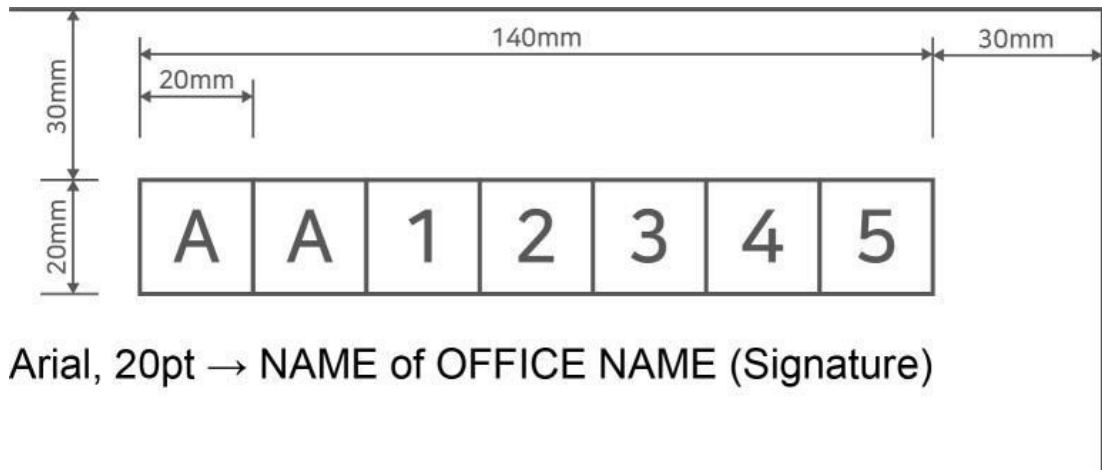 140mm
30mm
20mm
30mm
20mm
A A 1 2 3 4 5
Arial, 20pt → NAME of OFFICE NAME (Signature)